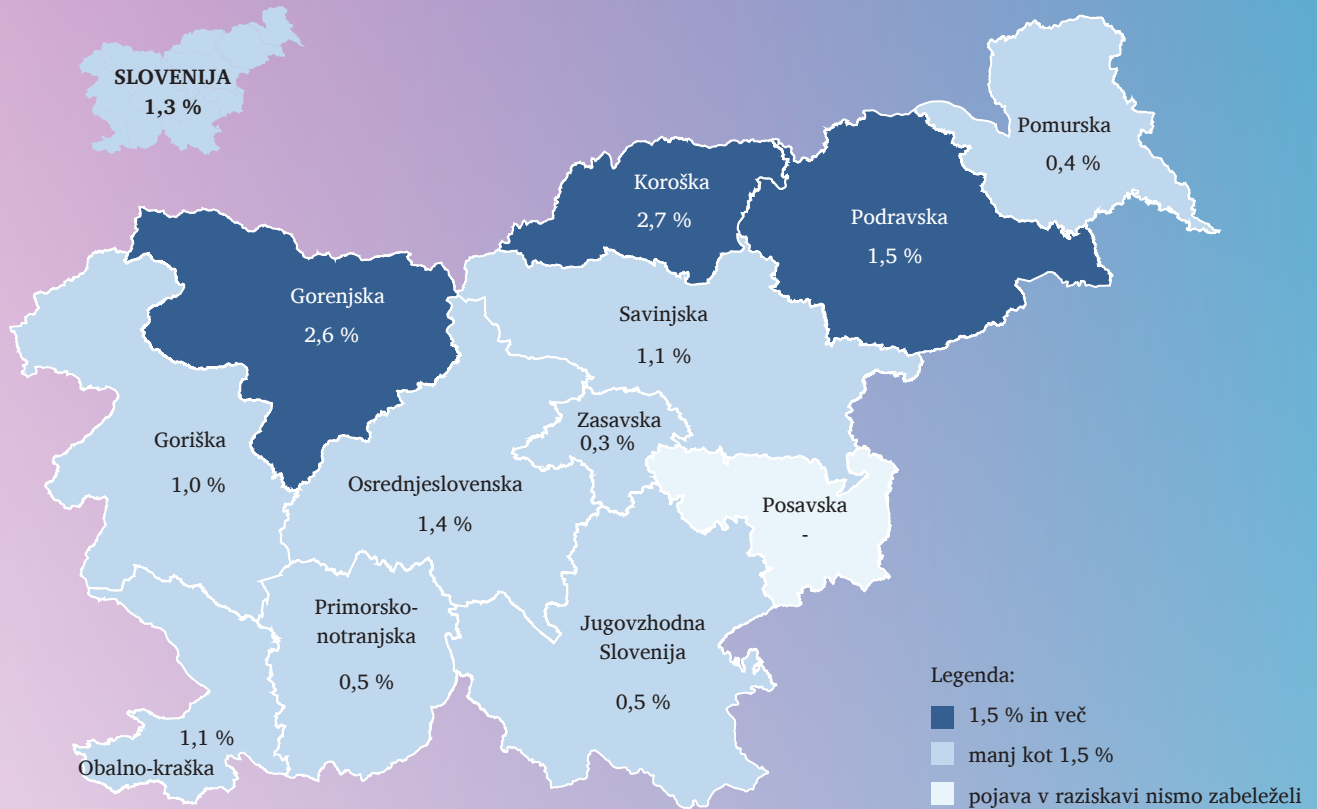 SLOVENIJA
1,3 %
Pomurska
0,4 %
Koroška
2,7 %
Podravska
1,5 %
Gorenjska
2,6 %
Savinjska
1,1 %
Zasavska
0,3 %
Goriška
1,0 %
Osrednjeslovenska
1,4 %
Posavska
-
Primorsko-
notranjska
0,5 %
Jugovzhodna
Slovenija
0,5 %
1,1 %
Obalno-kraška
Legenda:
1,5 % in več
manj kot 1,5 %
pojava v raziskavi nismo zabeleželi